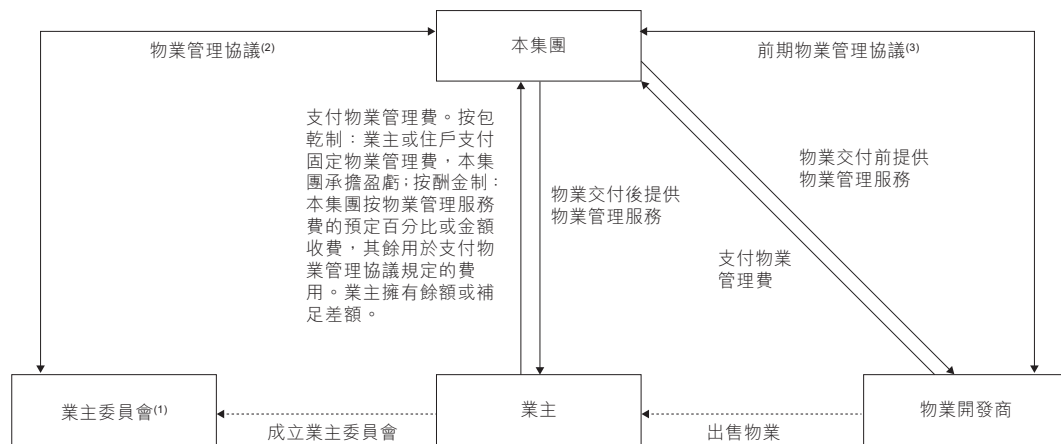 本集團
物業管理協議⁽²⁾
前期物業管理協議⁽³⁾
支付物業管理費。按包
乾制：業主或住戶支付
固定物業管理費，本集
團承擔盈虧；按酬金制：
本集團按物業管理服務
費的預定百分比或金額
收費，其餘用於支付物
業管理協議規定的費
用。業主擁有餘額或補
足差額。
物業交付後提供
物業管理服務
物業交付前提供
物業管理服務
支付物業
管理費
業主委員會⁽¹⁾
成立業主委員會
業主
出售物業
物業開發商